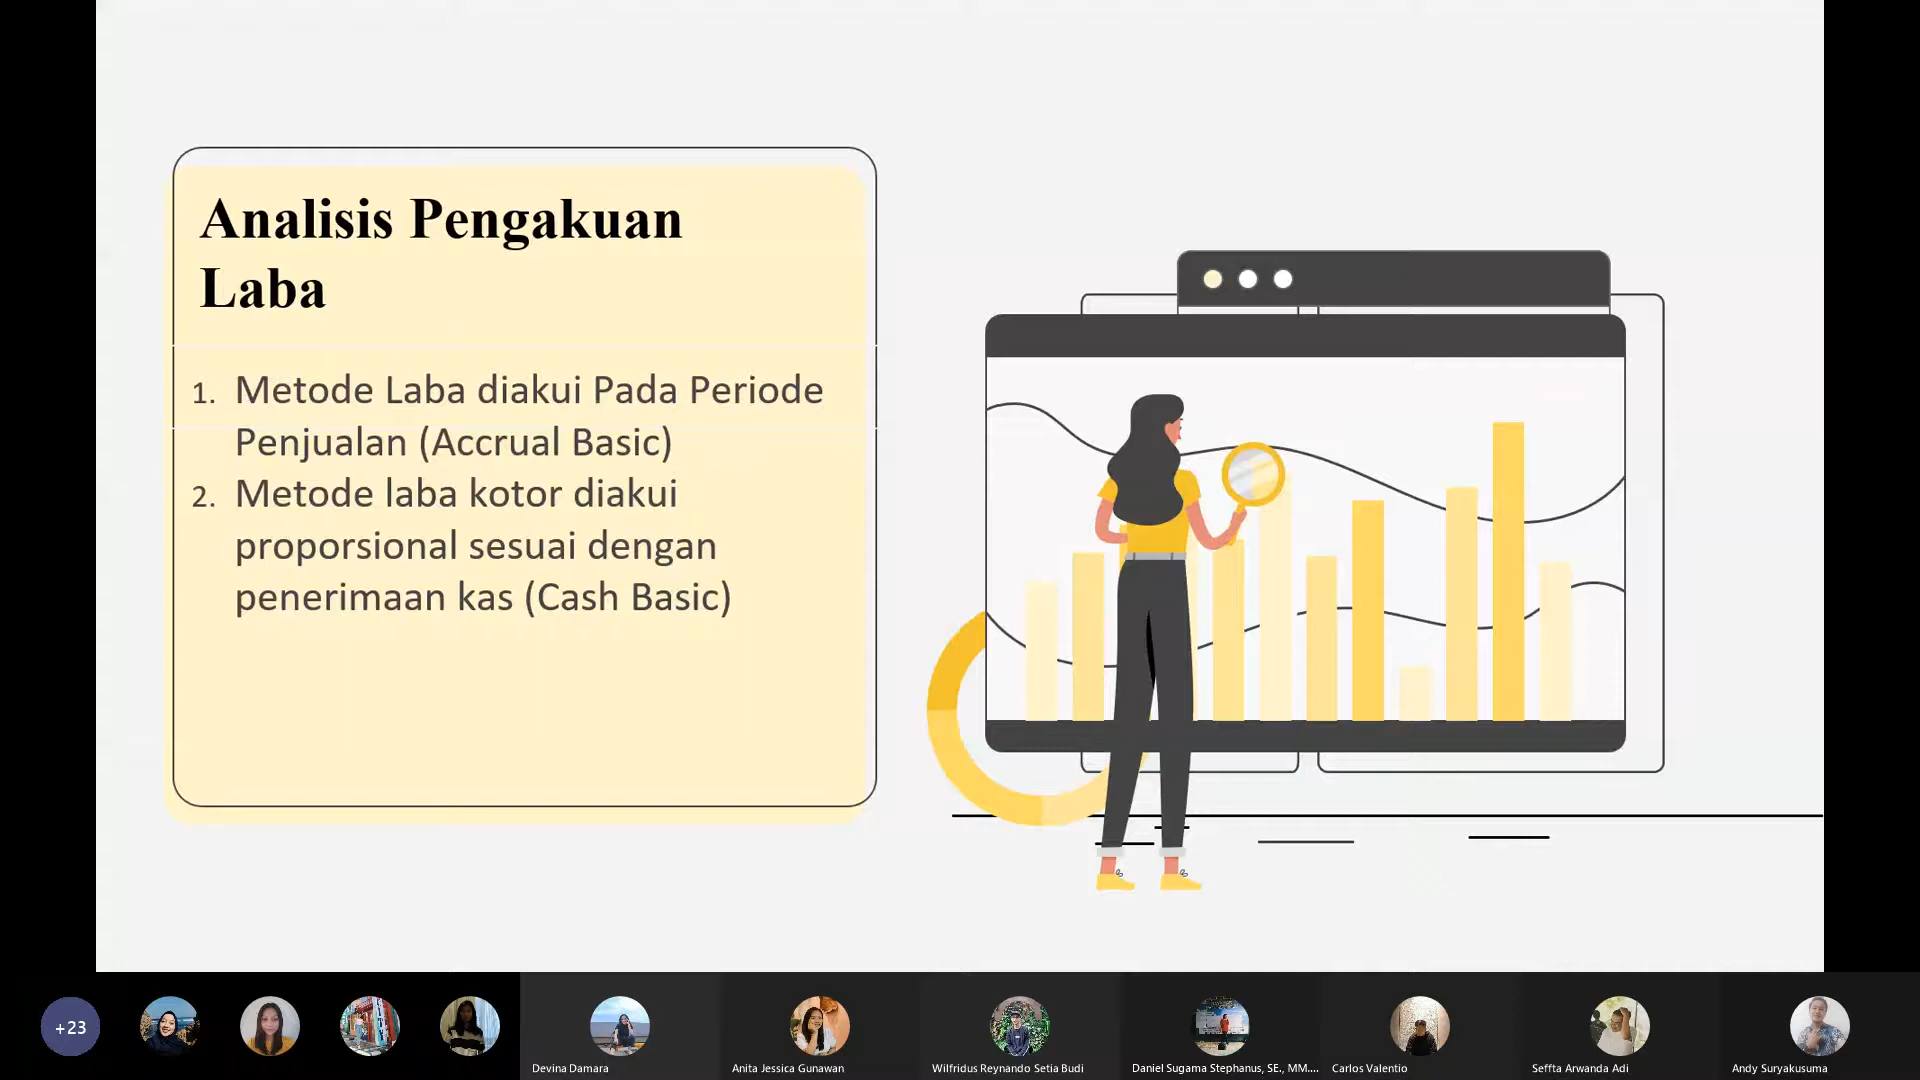 Analisis Pengakuan
Laba
1. Metode Laba diakui Pada Periode
Penjualan (Accrual Basic)
2. Metode laba kotor diakui
proporsional sesuai dengan
penerimaan kas (Cash Basic)
+23
Devina Damara
Anita Jessica Gunawan
Wilfridus Reynando Setia Budi
Daniel Sugama Stephanus, SE., MM....
Carlos Valentio
Seffta Arwanda Adi
Andy Suryakusuma